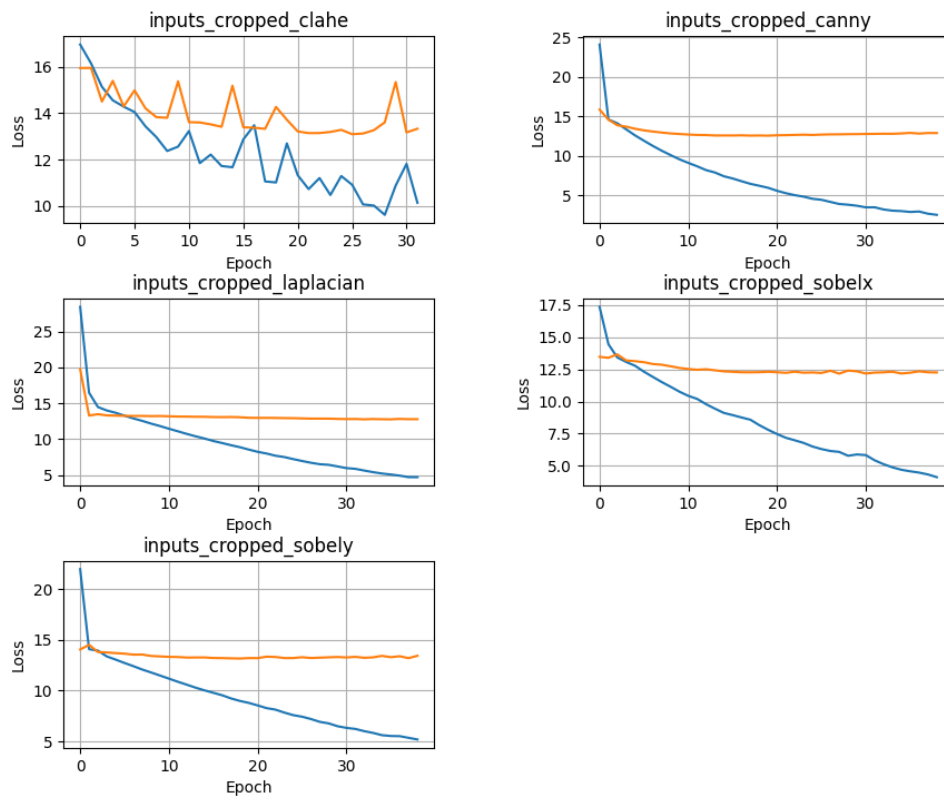 inputs_cropped_clahe
16
14
12
10
Loss
0 5 10 15 20 25 30
Epoch
inputs_cropped_canny
25
20
15
10
5
Loss
0 10 20 30
Epoch
inputs_cropped_laplacian
25
20
15
10
5
Loss
0 10 20 30
Epoch
inputs_cropped_sobelx
17.5
15.0
12.5
10.0
7.5
5.0
Loss
0 10 20 30
Epoch
inputs_cropped_sobely
20
15
10
5
Loss
0 10 20 30
Epoch